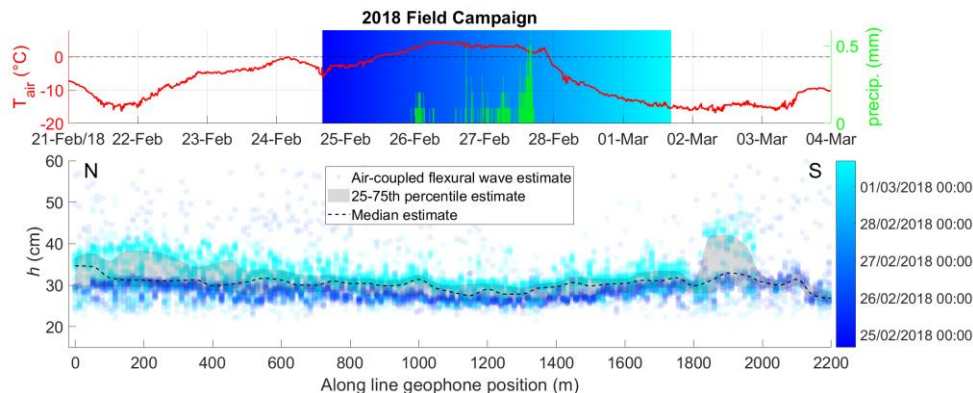 2018 Field Campaign
T_air (°C)
0
-10
-20
0.5
0
precip. (mm)
21-Feb/18 22-Feb 23-Feb 24-Feb 25-Feb 26-Feb 27-Feb 28-Feb 01-Mar 02-Mar 03-Mar 04-Mar
N
S
Air-coupled flexural wave estimate
25-75th percentile estimate
Median estimate
h (cm)
60
50
40
30
20
0 200 400 600 800 1000 1200 1400 1600 1800 2000 2200
Along line geophone position (m)
01/03/2018 00:00
28/02/2018 00:00
27/02/2018 00:00
26/02/2018 00:00
25/02/2018 00:00